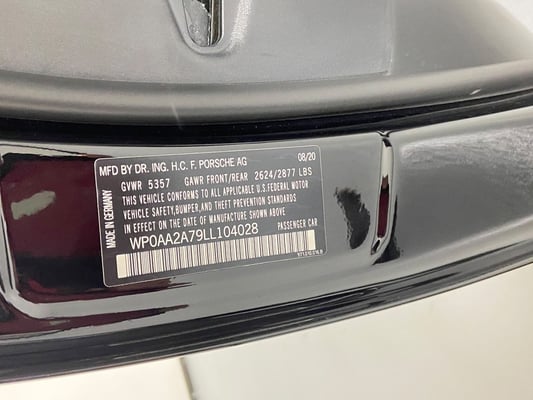 MFD BY DR. ING. H.C. F. PORSCHE AG 08/20
GVWR 5357 GAWR FRONT/REAR 2624/2877 LBS
THIS VEHICLE CONFORMS TO ALL APPLICABLE U.S.FEDERAL MOTOR
VEHICLE SAFETY,BUMPER,AND THEFT PREVENTION STANDARDS
IN EFFECT ON THE DATE OF MANUFACTURE SHOWN ABOVE
WP0AA2A79LL104028 PASSENGER CAR
MADE IN GERMANY